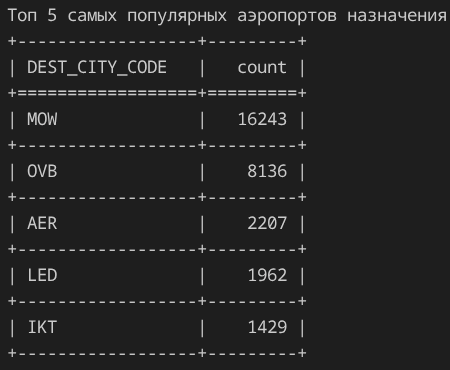 Топ 5 самых популярных аэропортов назначения
+------------------+---------+
| DEST_CITY_CODE   |   count |
+==================+=========+
| MOW              |   16243 |
+------------------+---------+
| OVB              |    8136 |
+------------------+---------+
| AER              |    2207 |
+------------------+---------+
| LED              |    1962 |
+------------------+---------+
| IKT              |    1429 |
+------------------+---------+